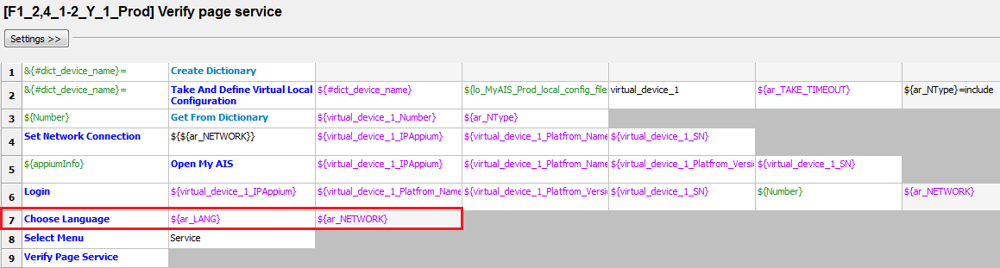 [F1_2,4_1-2_Y_1_Prod] Verify page service
Settings >>
1 &{#dict_device_name}= Create Dictionary
2 &{#dict_device_name}= Take And Define Virtual Local Configuration ${#dict_device_name} ${lo_MyAIS_Prod_local_config_file virtual_device_1 ${ar_TAKE_TIMEOUT} ${ar_NType}=include
3 ${Number} Get From Dictionary ${virtual_device_1_Number} ${ar_NType}
4 Set Network Connection ${${ar_NETWORK}} ${virtual_device_1_IPAppium} ${virtual_device_1_Platfrom_Name ${virtual_device_1_SN}
5 ${appiumInfo} Open My AIS ${virtual_device_1_IPAppium} ${virtual_device_1_Platfrom_Name ${virtual_device_1_Platfrom_Versio ${virtual_device_1_SN}
6 Login ${virtual_device_1_IPAppium} ${virtual_device_1_Platfrom_Name ${virtual_device_1_Platfrom_Versio ${virtual_device_1_SN} ${Number} ${ar_NETWORK}
7 Choose Language ${ar_LANG} ${ar_NETWORK}
8 Select Menu Service
9 Verify Page Service